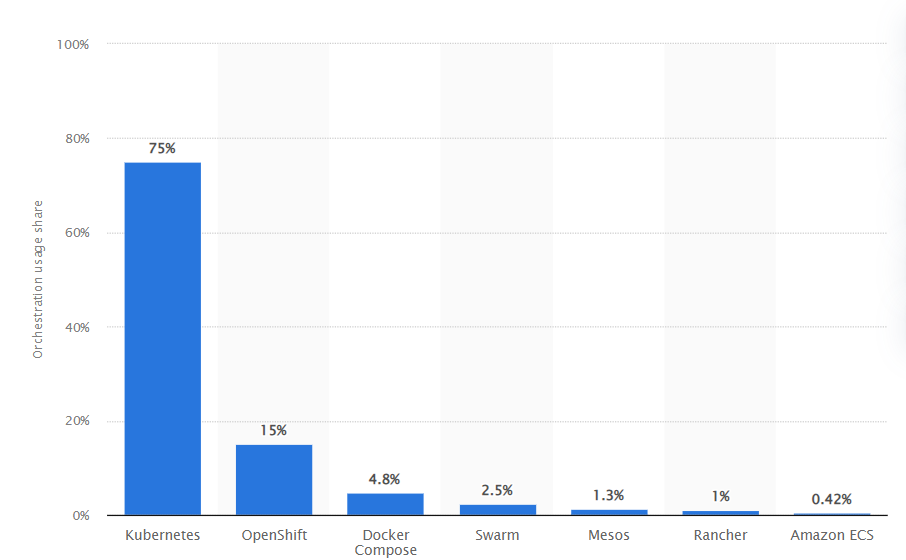 100%
80%
75%
60%
Orchestration usage share
40%
20%
15%
4.8%
2.5%
1.3%
1%
0.42%
0%
Kubernetes
OpenShift
Docker
Compose
Swarm
Mesos
Rancher
Amazon ECS